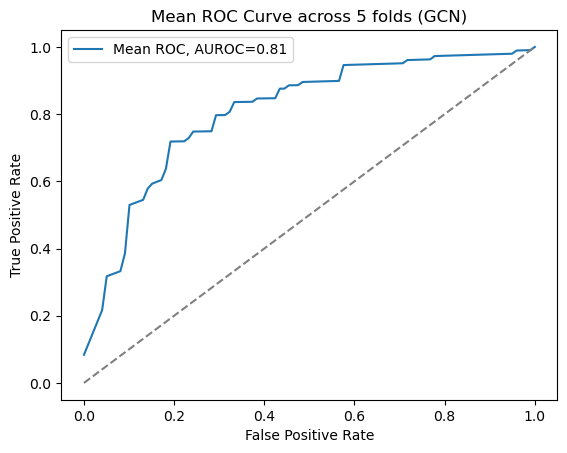 Mean ROC Curve across 5 folds (GCN)
Mean ROC, AUROC=0.81
True Positive Rate
1.0
0.8
0.6
0.4
0.2
0.0
0.0 0.2 0.4 0.6 0.8 1.0
False Positive Rate